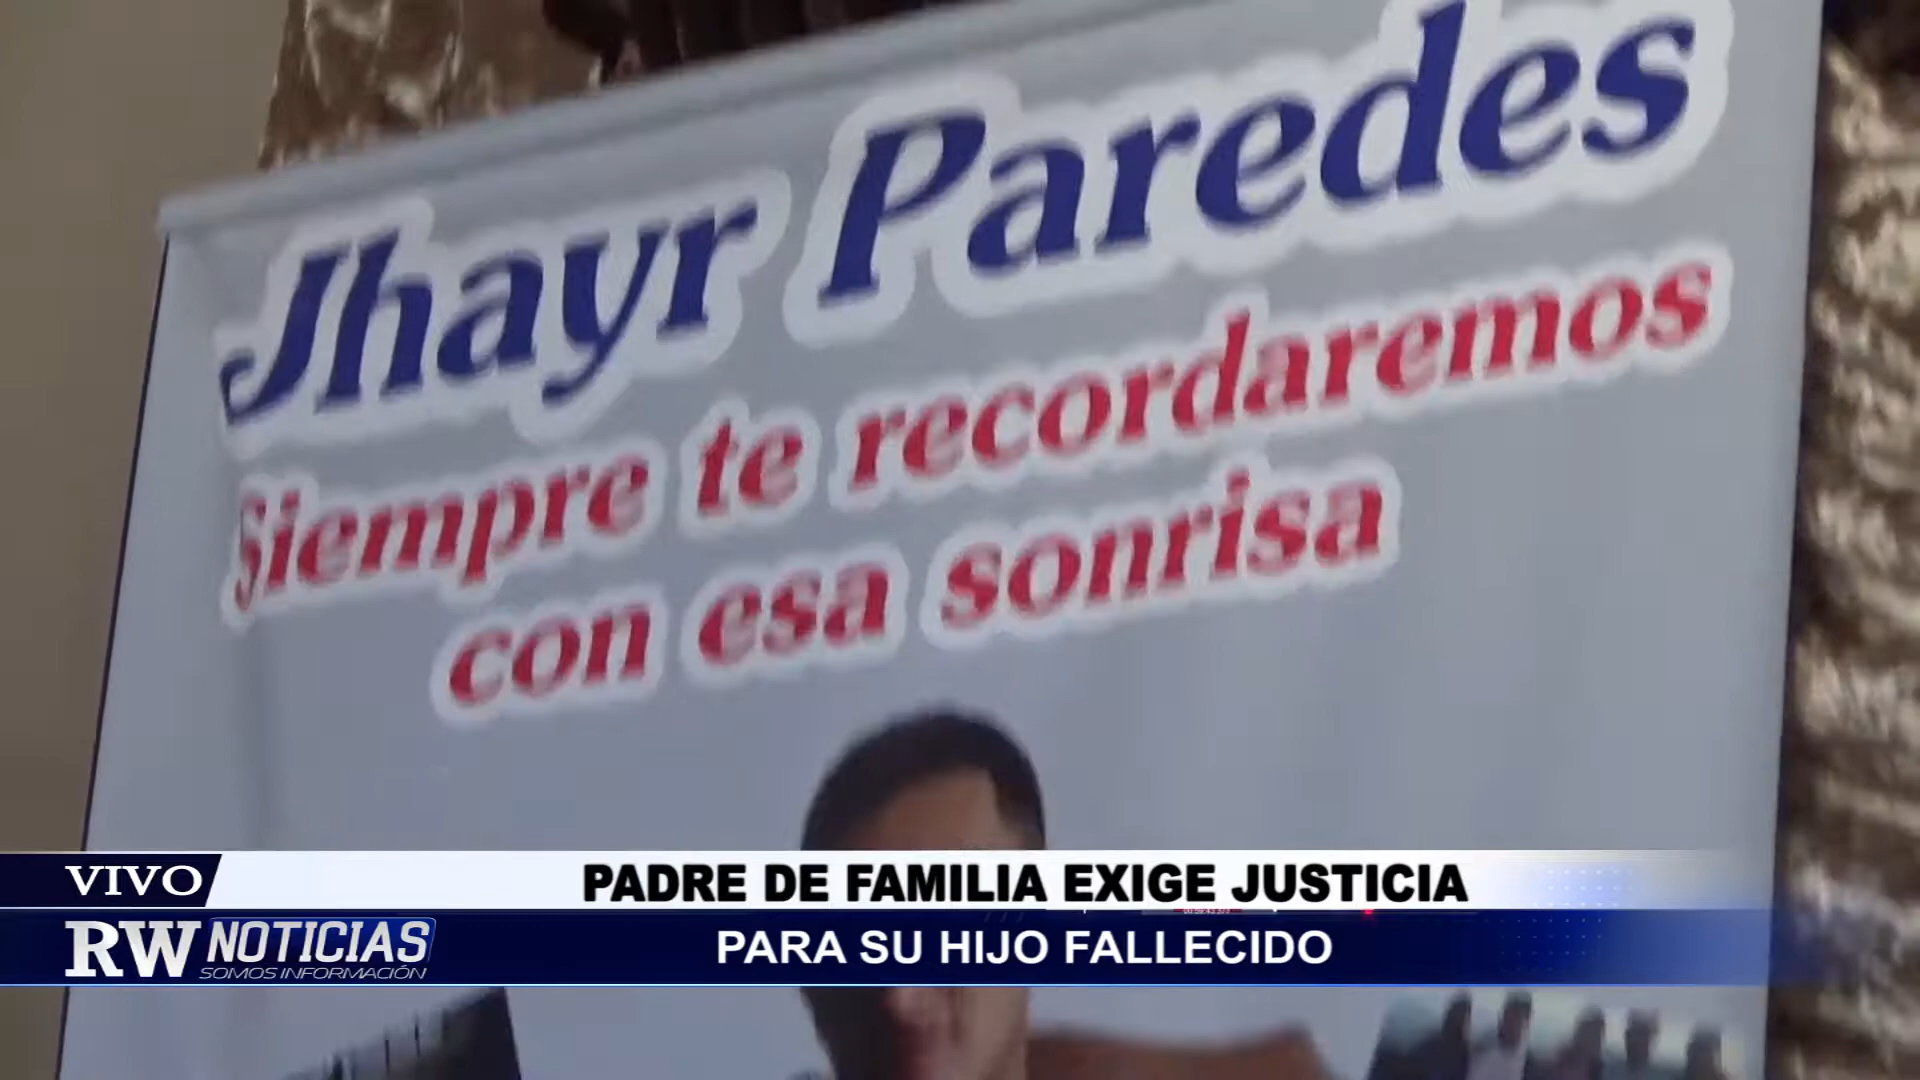 Jhayr Paredes
Siempre te recordaremos
con esa sonrisa
VIVO
PADRE DE FAMILIA EXIGE JUSTICIA
RW NOTICIAS
SOMOS INFORMACIÓN
PARA SU HIJO FALLECIDO